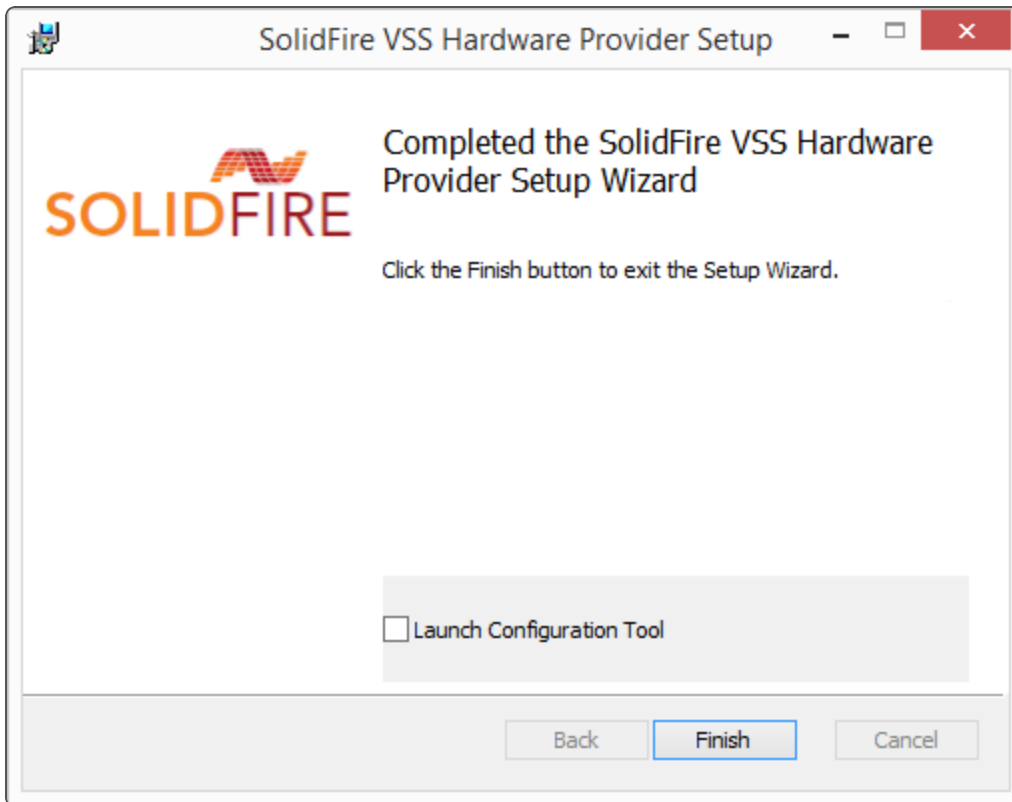 SolidFire VSS Hardware Provider Setup
SOLIDFIRE
Completed the SolidFire VSS Hardware
Provider Setup Wizard
Click the Finish button to exit the Setup Wizard.
Launch Configuration Tool
Back
Finish
Cancel